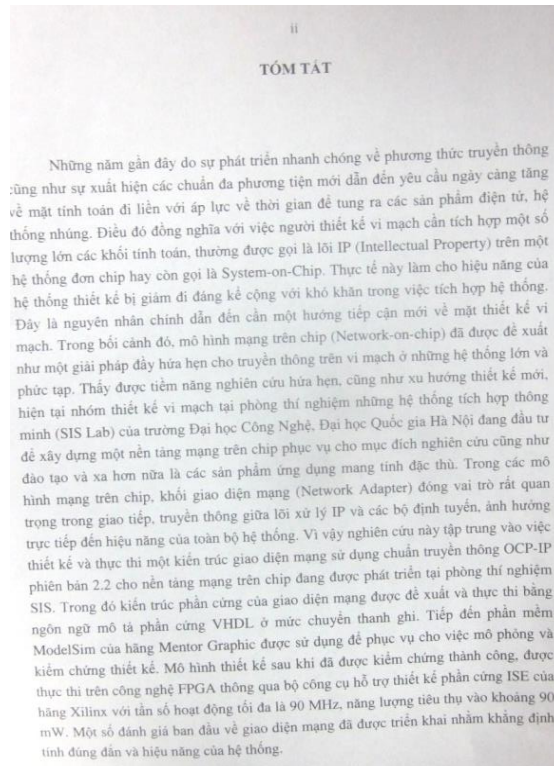 ii
TÓM TẮT
Những năm gần đây do sự phát triển nhanh chóng về phương thức truyền thông
cũng như sự xuất hiện các chuẩn đa phương tiện mới dẫn đến yêu cầu ngày càng tăng
về mặt tính toán đi liền với áp lực về thời gian để tung ra các sản phẩm điện tử, hệ
thống nhúng. Điều đó đồng nghĩa với việc người thiết kế vi mạch cần tích hợp một số
lượng lớn các khối tính toán, thường được gọi là lõi IP (Intellectual Property) trên một
hệ thống đơn chip hay còn gọi là System-on-Chip. Thực tế này làm cho hiệu năng của
hệ thống thiết kế bị giảm đi đáng kể cộng với khó khăn trong việc tích hợp hệ thống.
Đây là nguyên nhân chính dẫn đến cần một hướng tiếp cận mới về mặt thiết kế vi
mạch. Trong bối cảnh đó, mô hình mạng trên chip (Network-on-chip) đã được đề xuất
như một giải pháp đầy hứa hẹn cho truyền thông trên vi mạch ở những hệ thống lớn và
phức tạp. Thấy được tiềm năng nghiên cứu hứa hẹn, cũng như xu hướng thiết kế mới,
hiện tại nhóm thiết kế vi mạch tại phòng thí nghiệm những hệ thống tích hợp thông
minh (SIS Lab) của trường Đại học Công Nghệ, Đại học Quốc gia Hà Nội đang đầu tư
để xây dựng một nền tảng mạng trên chip phục vụ cho mục đích nghiên cứu cũng như
đào tạo và xa hơn nữa là các sản phẩm ứng dụng mang tính đặc thù. Trong các mô
hình mạng trên chip, khối giao diện mạng (Network Adapter) đóng vai trò rất quan
trọng trong giao tiếp, truyền thông giữa lõi xử lý IP và các bộ định tuyến, ảnh hưởng
trực tiếp đến hiệu năng của toàn bộ hệ thống. Vì vậy nghiên cứu này tập trung vào việc
thiết kế và thực thi một kiến trúc giao diện mạng sử dụng chuẩn truyền thông OCP-IP
phiên bản 2.2 cho nền tảng mạng trên chip đang được phát triển tại phòng thí nghiệm
SIS. Trong đó kiến trúc phần cứng của giao diện mạng được đề xuất và thực thi bằng
ngôn ngữ mô tả phần cứng VHDL ở mức chuyển thanh ghi. Tiếp đến phần mềm
ModelSim của hãng Mentor Graphic được sử dụng để phục vụ cho việc mô phỏng và
kiểm chứng thiết kế. Mô hình thiết kế sau khi đã được kiểm chứng thành công, được
thực thi trên công nghệ FPGA thông qua bộ công cụ hỗ trợ thiết kế phần cứng ISE của
hãng Xilinx với tần số hoạt động tối đa là 90 MHz, năng lượng tiêu thụ vào khoảng 90
mW. Một số đánh giá ban đầu về giao diện mạng đã được triển khai nhằm khẳng định
tính đúng đắn và hiệu năng của hệ thống.